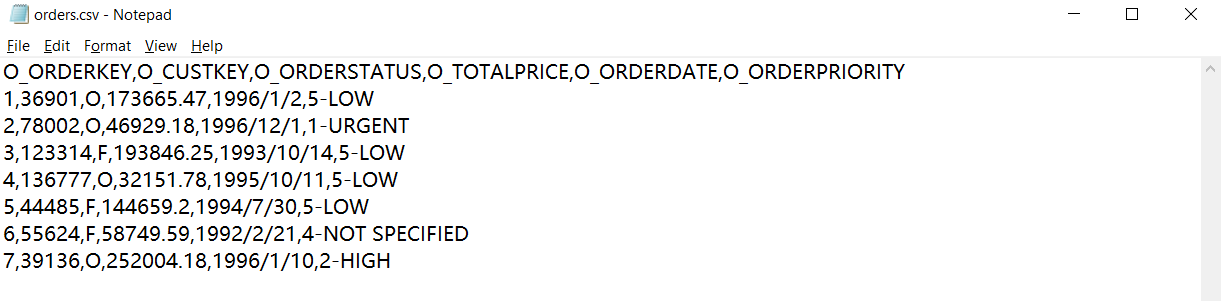 orders.csv - Notepad
File Edit Format View Help
O_ORDERKEY,O_CUSTKEY,O_ORDERSTATUS,O_TOTALPRICE,O_ORDERDATE,O_ORDERPRIORITY
1,36901,O,173665.47,1996/1/2,5-LOW
2,78002,O,46929.18,1996/12/1,1-URGENT
3,123314,F,193846.25,1993/10/14,5-LOW
4,136777,O,32151.78,1995/10/11,5-LOW
5,44485,F,144659.2,1994/7/30,5-LOW
6,55624,F,58749.59,1992/2/21,4-NOT SPECIFIED
7,39136,O,252004.18,1996/1/10,2-HIGH